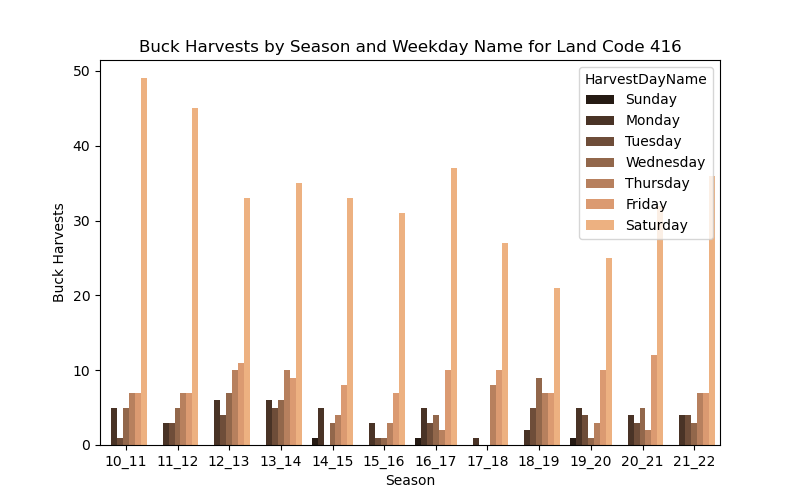 Buck Harvests by Season and Weekday Name for Land Code 416
HarvestDayName
Sunday
Monday
Tuesday
Wednesday
Thursday
Friday
Saturday
50
40
30
20
10
0
Buck Harvests
10_11 11_12 12_13 13_14 14_15 15_16 16_17 17_18 18_19 19_20 20_21 21_22
Season